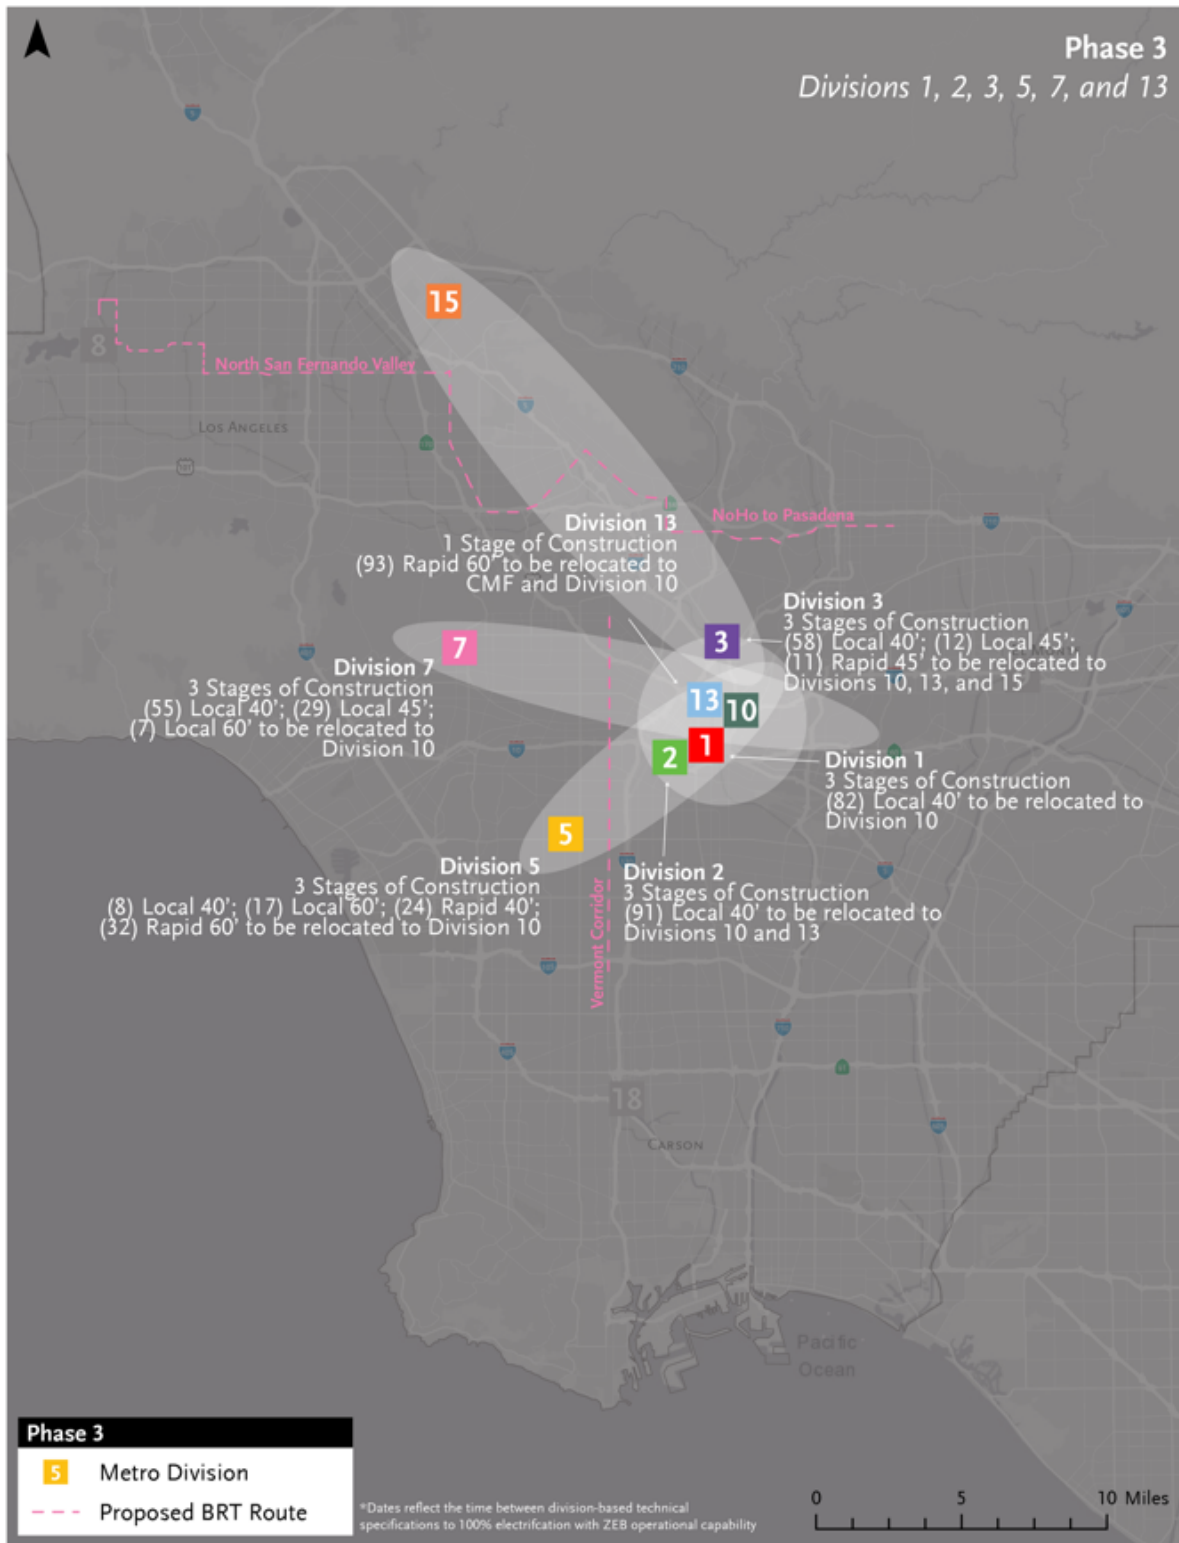 Phase 3
Divisions 1, 2, 3, 5, 7, and 13
15
8
North San Fernando Valley
Los Angeles
101
5
NoHo to Pasadena
Division 13
1 Stage of Construction
(93) Rapid 60' to be relocated to
CMF and Division 10
Division 3
3 Stages of Construction
(58) Local 40'; (12) Local 45';
(11) Rapid 45' to be relocated to
Divisions 10, 13, and 15
3
7
Division 7
3 Stages of Construction
(55) Local 40'; (29) Local 45';
(7) Local 60' to be relocated to
Division 10
13
10
1
2
Division 1
3 Stages of Construction
(82) Local 40' to be relocated to
Division 10
5
Division 5
3 Stages of Construction
(8) Local 40'; (17) Local 60'; (24) Rapid 40';
(32) Rapid 60' to be relocated to Division 10
Division 2
3 Stages of Construction
(91) Local 40' to be relocated to
Divisions 10 and 13
Vermont Corridor
18
Carson
Pacific
Ocean
Phase 3
5 Metro Division
Proposed BRT Route
*Dates reflect the time between division-based technical
specifications to 100% electrifcation with ZEB operational capability
0 5 10 Miles